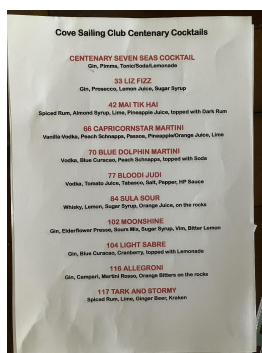 Cove Sailing Club Centenary Cocktails
CENTENARY SEVEN SEAS COCKTAIL
Gin, Pimms, Tonic/Soda/Lemonade
33 LIZ FIZZ
Gin, Prosecco, Lemon Juice, Sugar Syrup
42 MAI TIK HAI
Spiced Rum, Almond Syrup, Lime, Pineapple Juice, topped with Dark Rum
66 CAPRICORNSTAR MARTINI
Vanilla Vodka, Peach Schnapps, Passoa, Pineapple/Orange Juice, Lime
70 BLUE DOLPHIN MARTINI
Vodka, Blue Curacao, Peach Schnapps, topped with Soda
77 BLOODI JUDI
Vodka, Tomato Juice, Tabasco, Salt, Pepper, HP Sauce
84 SULA SOUR
Whisky, Lemon, Sugar Syrup, Orange Juice, on the rocks
102 MOONSHINE
Gin, Elderflower Presse, Sours Mix, Sugar Syrup, Vim, Bitter Lemon
104 LIGHT SABRE
Gin, Blue Curacao, Cranberry, topped with Lemonade
116 ALLEGRONI
Gin, Campari, Martini Rosso, Orange Bitters on the rocks
117 TARK AND STORMY
Spiced Rum, Lime, Ginger Beer, Kraken